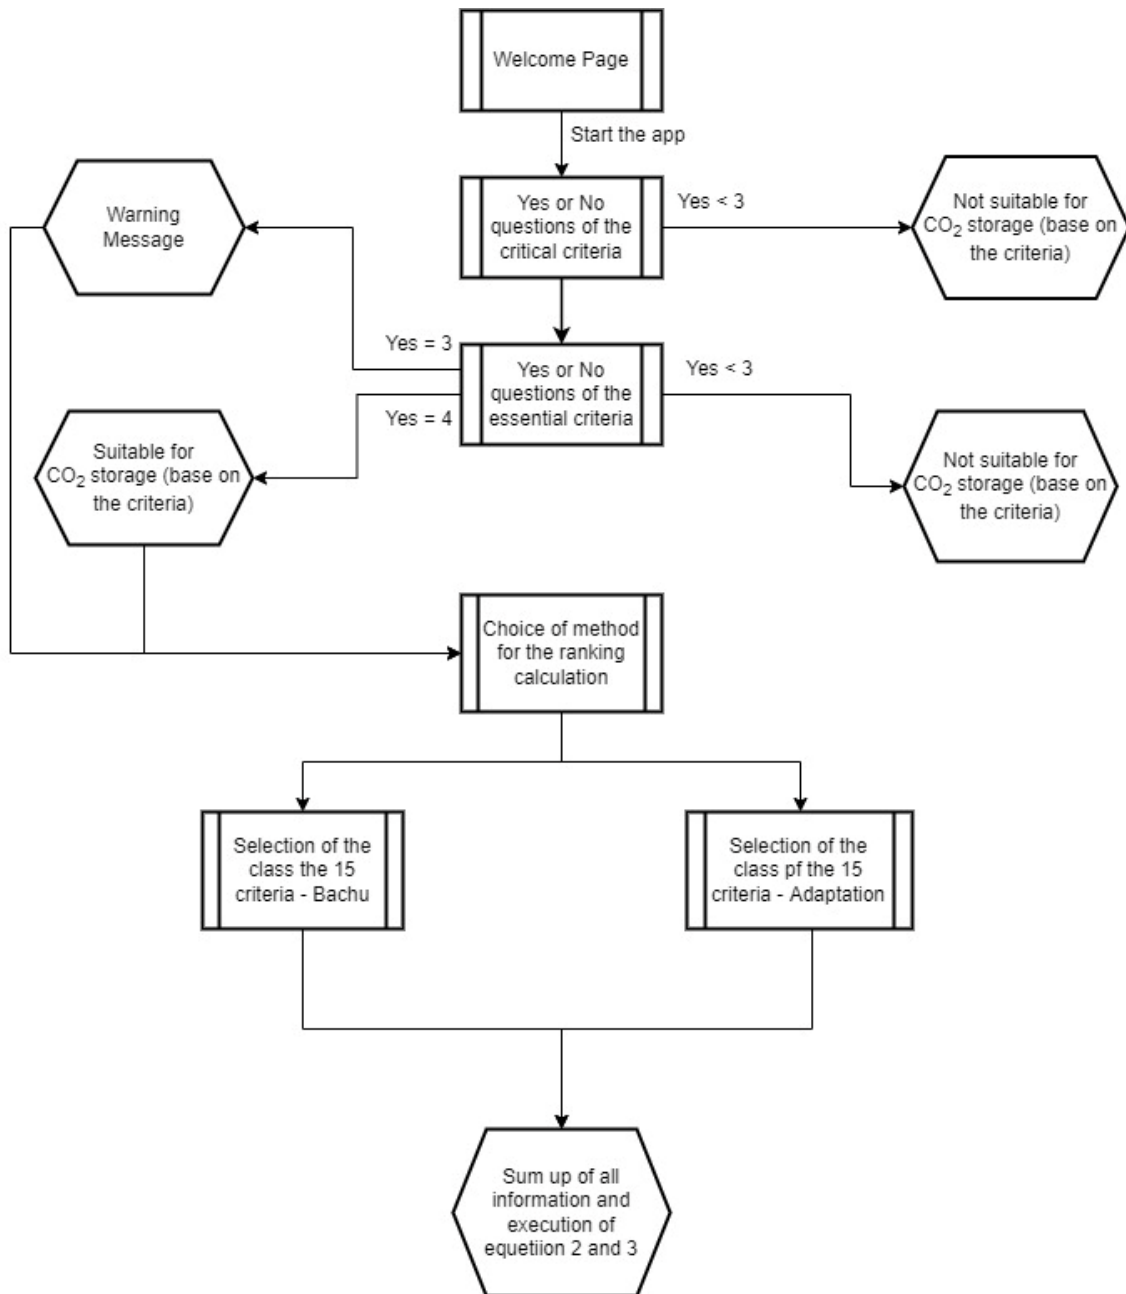 Welcome Page
Start the app
Yes or No
questions of the
critical criteria
Yes < 3
Not suitable for
CO₂ storage (base on
the criteria)
Warning
Message
Yes = 3
Yes = 4
Yes or No
questions of the
essential criteria
Yes < 3
Suitable for
CO₂ storage (base on
the criteria)
Not suitable for
CO₂ storage (base on
the criteria)
Choice of method
for the ranking
calculation
Selection of the
class the 15
criteria - Bachu
Selection of the
class pf the 15
criteria - Adaptation
Sum up of all
information and
execution of
equetiion 2 and 3